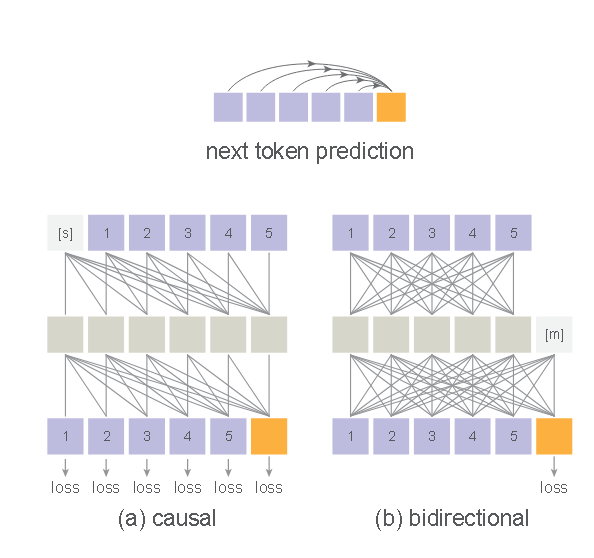 next token prediction
[s] 1 2 3 4 5
1 2 3 4 5
[m]
1 2 3 4 5
1 2 3 4 5
loss loss loss loss loss loss
loss
(a) causal
(b) bidirectional